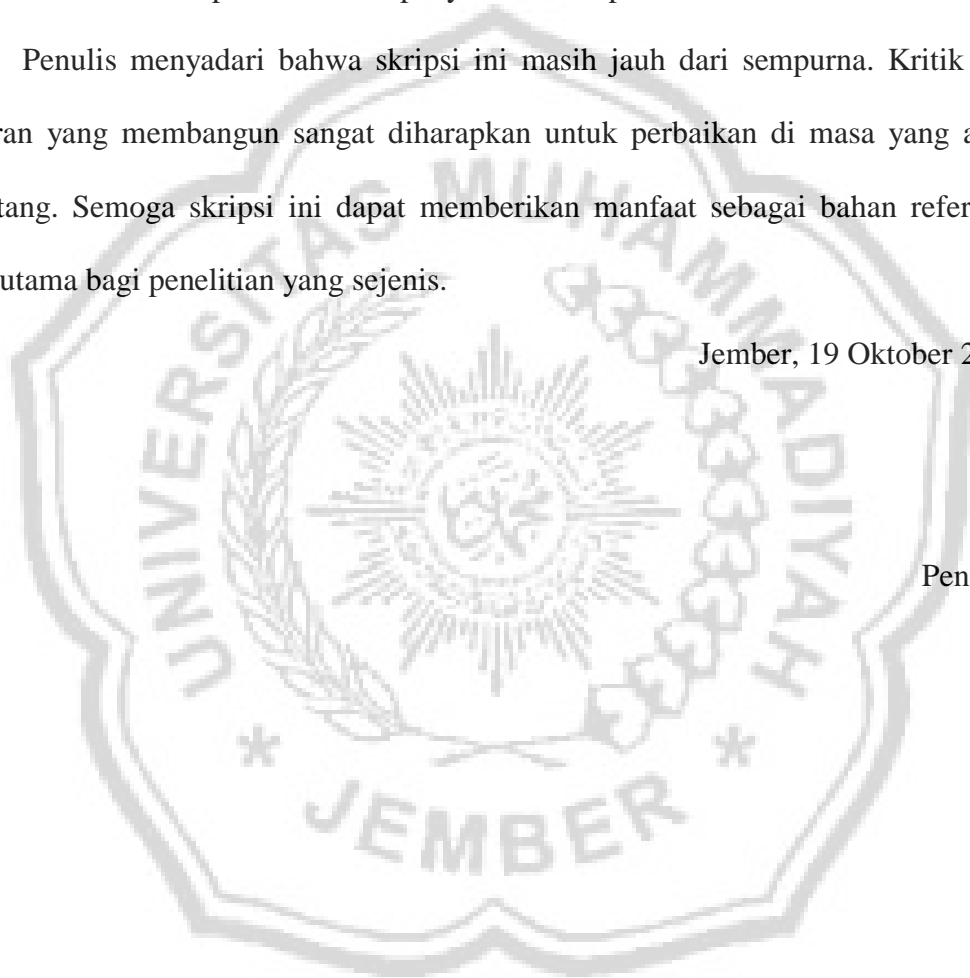 Penulis menyadari bahwa skripsi ini masih jauh dari sempurna. Kritik
ran yang membangun sangat diharapkan untuk perbaikan di masa yang a
tang. Semoga skripsi ini dapat memberikan manfaat sebagai bahan refer
utama bagi penelitian yang sejenis.
Jember, 19 Oktober 2
Pen
UNIVERSITAS MUHAMMADIYAH
* JEMBER *